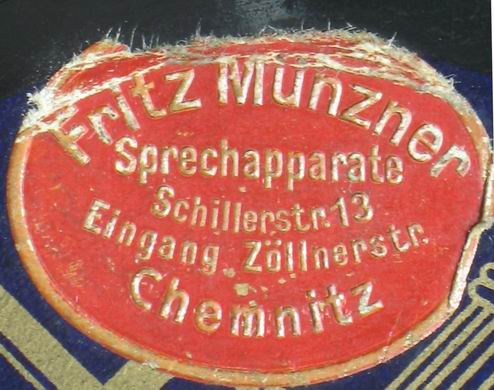 Fritz Münzner
Sprechapparate
Schillerstr. 13
Eingang Zöllnerstr.
Chemnitz